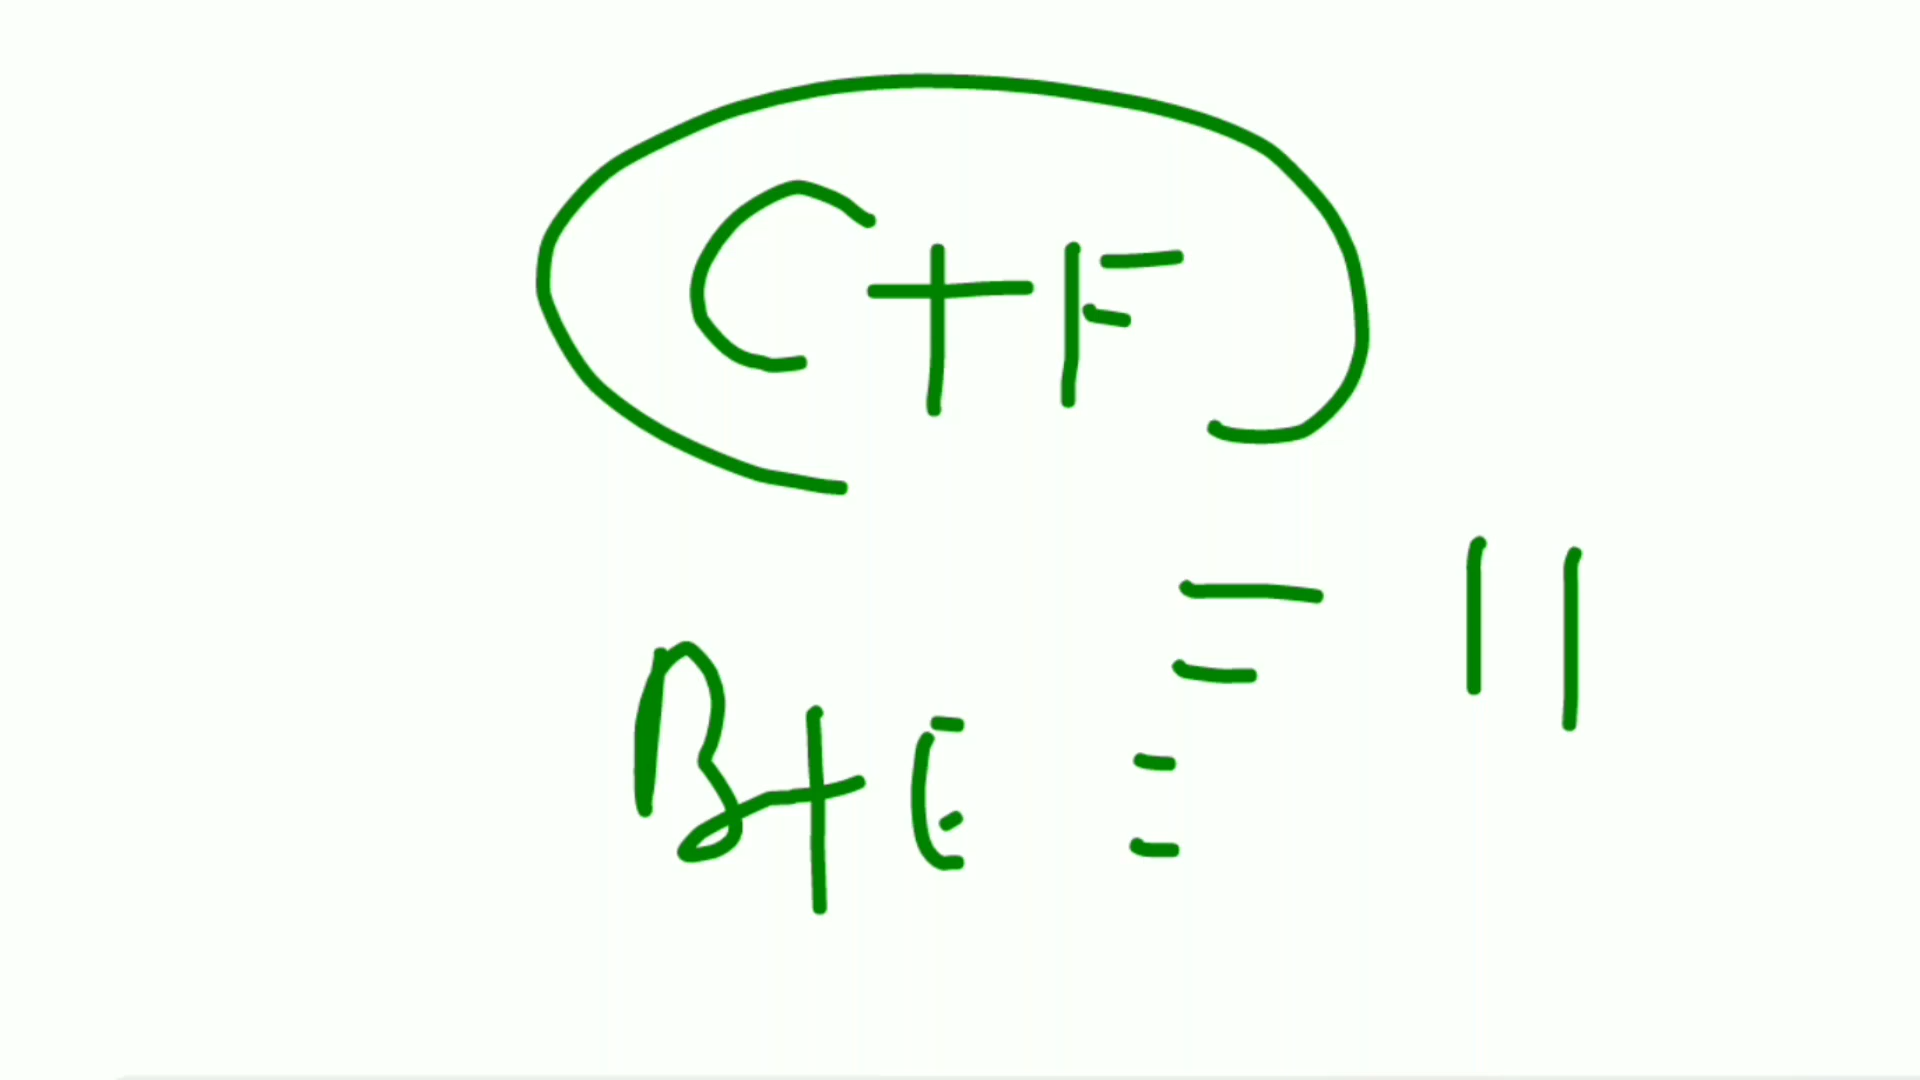 C+F
= 11
B+E =